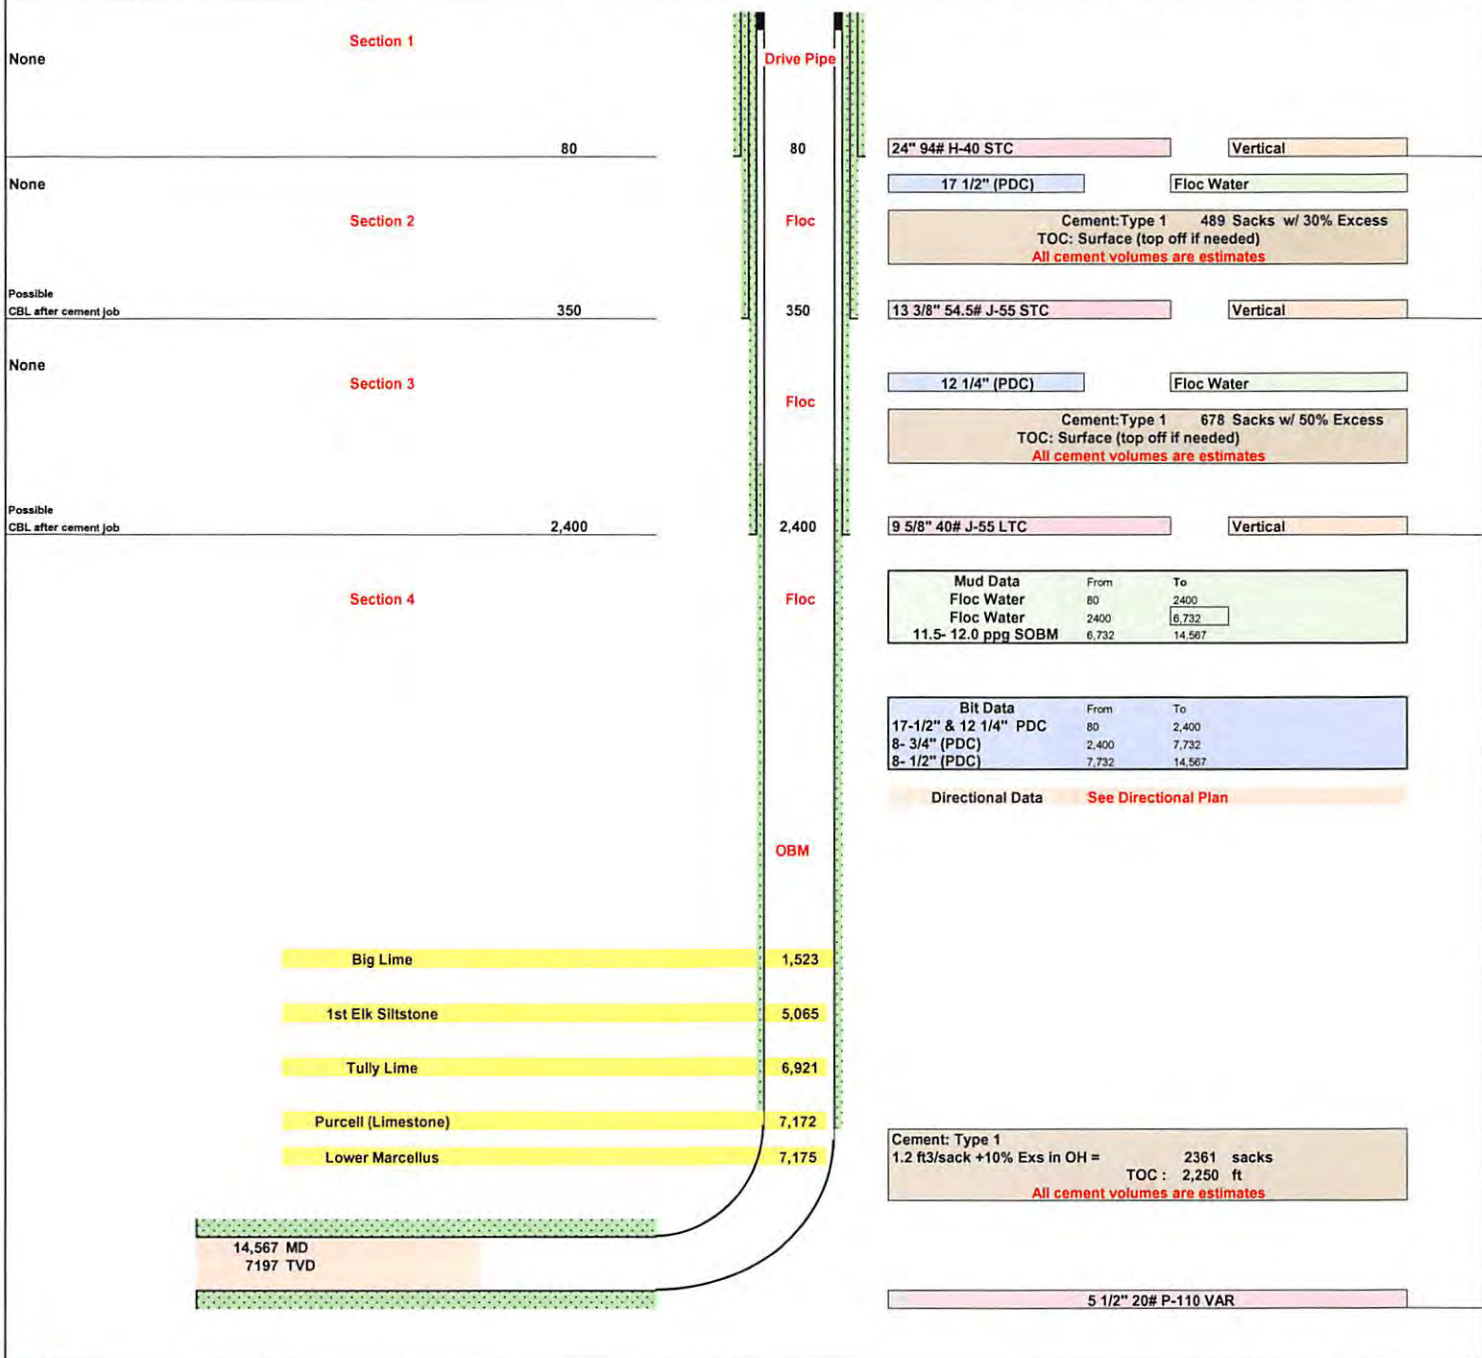 Section 1
None
Drive Pipe
80
80
24" 94# H-40 STC
Vertical
None
17 1/2" (PDC)
Floc Water
Section 2
Floc
Cement:Type 1 489 Sacks w/ 30% Excess
TOC: Surface (top off if needed)
All cement volumes are estimates
Possible
CBL after cement job
350
350
13 3/8" 54.5# J-55 STC
Vertical
None
Section 3
Floc
12 1/4" (PDC)
Floc Water
Cement:Type 1 678 Sacks w/ 50% Excess
TOC: Surface (top off if needed)
All cement volumes are estimates
Possible
CBL after cement job
2,400
2,400
9 5/8" 40# J-55 LTC
Vertical
Section 4
Floc
Mud Data From To
Floc Water 80 2400
Floc Water 2400 6,732
11.5- 12.0 ppg SOBM 6,732 14,567
Bit Data From To
17-1/2" & 12 1/4" PDC 80 2,400
8- 3/4" (PDC) 2,400 7,732
8- 1/2" (PDC) 7,732 14,567
Directional Data See Directional Plan
OBM
Big Lime 1,523
1st Elk Siltstone 5,065
Tully Lime 6,921
Purcell (Limestone) 7,172
Lower Marcellus 7,175
Cement: Type 1
1.2 ft3/sack +10% Exs in OH = 2361 sacks
TOC : 2,250 ft
All cement volumes are estimates
14,567 MD
7197 TVD
5 1/2" 20# P-110 VAR